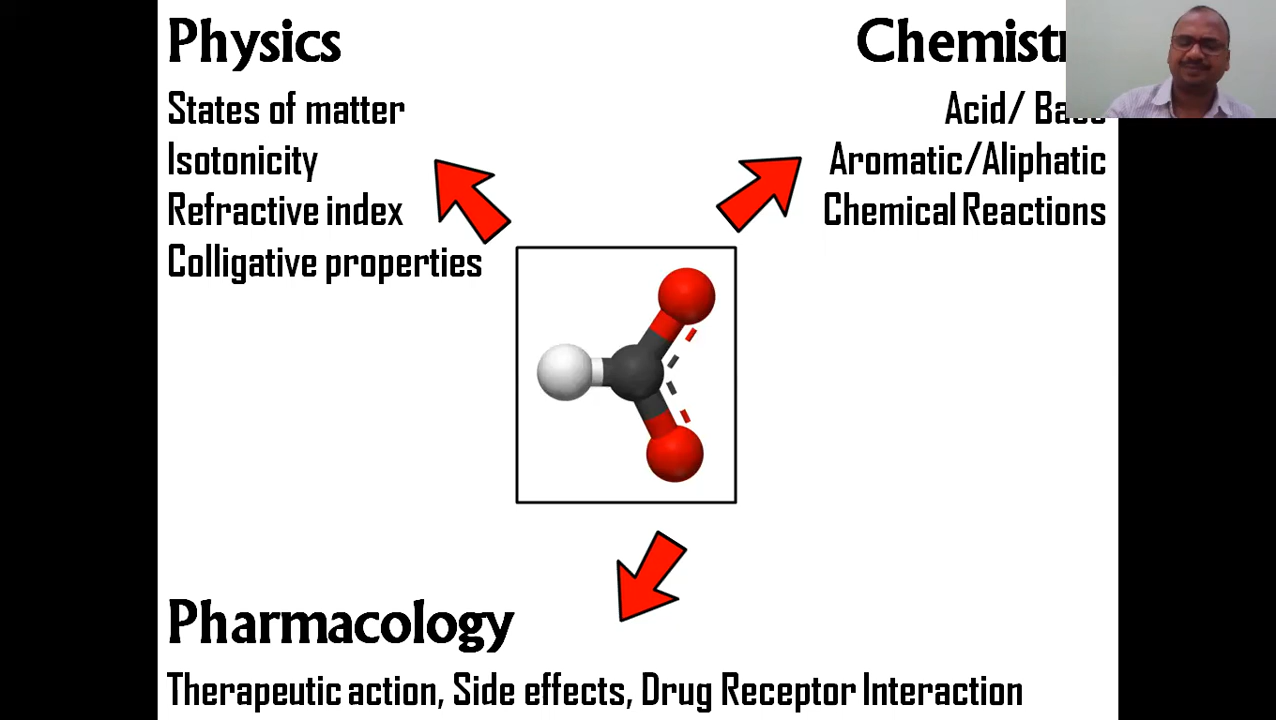 Physics
States of matter
Isotonicity
Refractive index
Colligative properties
Acid/
Aromatic/Aliphatic
Chemical Reactions
Pharmacology
Therapeutic action, Side effects, Drug Receptor Interaction